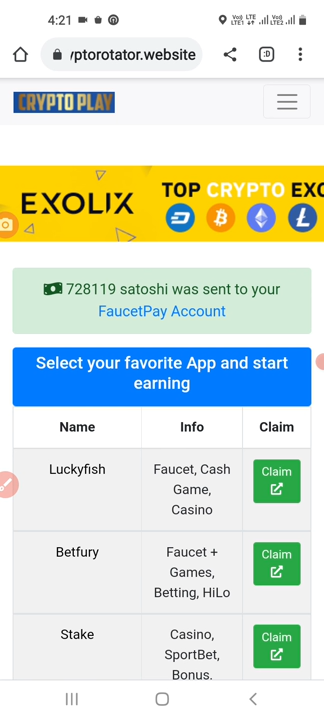 4:21
Vo) LTE LTE1 Vo) LTE2
yptorotator.website
:D
CRYPTO PLAY
EXOLIX
TOP CRYPTO EXC
728119 satoshi was sent to your
FaucetPay Account
Select your favorite App and start
earning
Name Info Claim
Luckyfish
Faucet, Cash
Game,
Casino
Claim
Betfury
Faucet +
Games,
Betting, HiLo
Claim
Stake
Casino,
SportBet,
Bonus,
Claim